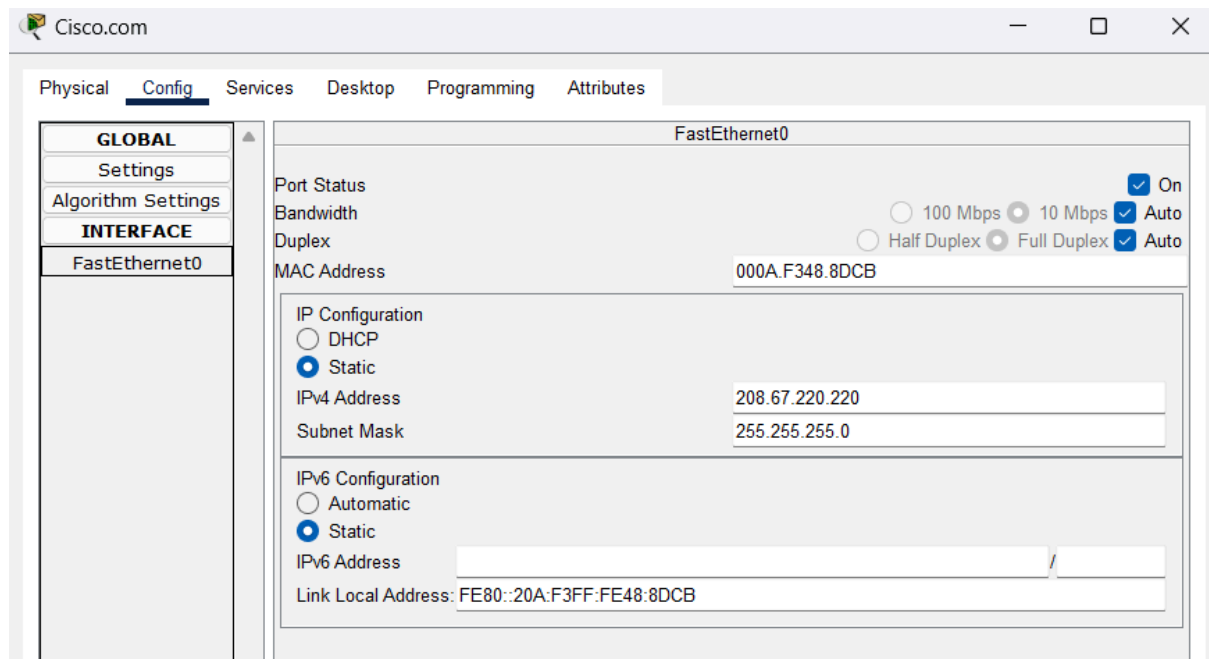 Cisco.com
Physical Config Services Desktop Programming Attributes
GLOBAL
Settings
Algorithm Settings
INTERFACE
FastEthernet0
FastEthernet0
Port Status On
Bandwidth 100 Mbps 10 Mbps Auto
Duplex Half Duplex Full Duplex Auto
MAC Address 000A.F348.8DCB
IP Configuration
DHCP
Static
IPv4 Address 208.67.220.220
Subnet Mask 255.255.255.0
IPv6 Configuration
Automatic
Static
IPv6 Address /
Link Local Address: FE80::20A:F3FF:FE48:8DCB